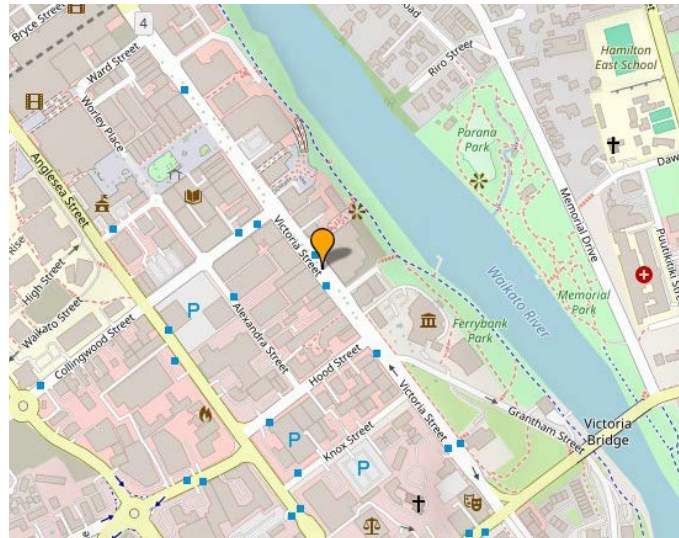 Bryce Street
4
Ward Street
Worley Place
Anglesea Street
Rise
High Street
Waikato Street
Collingwood Street
P
Alexandra Street
Victoria Street
Hood Street
Knox Street
P
P
Victoria Street
Grantham Street
Ferrybank
Park
Waikato River
Riro Street
Parana
Park
Memorial Drive
Memorial
Park
Hamilton
East School
Daw
Puutikitiki Street
Victoria
Bridge